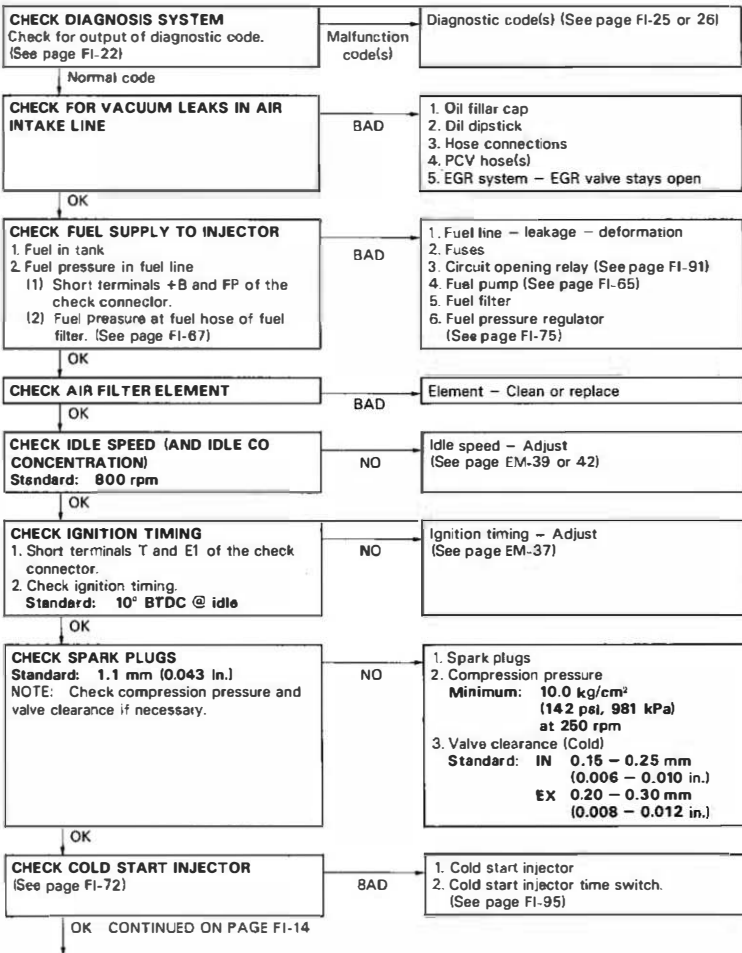 CHECK DIAGNOSIS SYSTEM
Check for output of diagnostic code.
(See page FI-22)
Malfunction
code(s)
Diagnostic code(s) (See page FI-25 or 26)
Normal code
CHECK FOR VACUUM LEAKS IN AIR
INTAKE LINE
BAD
1. Oil fillar cap
2. Oil dipstick
3. Hose connections
4. PCV hose(s)
5. EGR system – EGR valve stays open
OK
CHECK FUEL SUPPLY TO INJECTOR
1. Fuel in tank
2. Fuel pressure in fuel line
(1) Short terminals +B and FP of the
check connector.
(2) Fuel preasure at fuel hose of fuel
filter. (See page FI-67)
BAD
1. Fuel line – leakage – deformation
2. Fuses
3. Circuit opening relay (See page FI-91)
4. Fuel pump (See page FI-65)
5. Fuel filter
6. Fuel pressure regulator
(See page FI-75)
OK
CHECK AIR FILTER ELEMENT
BAD
Element – Clean or replace
OK
CHECK IDLE SPEED (AND IDLE CO
CONCENTRATION)
Standard: 800 rpm
NO
Idle speed – Adjust
(See page EM-39 or 42)
OK
CHECK IGNITION TIMING
1. Short terminals T and E1 of the check
connector.
2. Check ignition timing.
Standard: 10° BTDC @ idle
NO
Ignition timing – Adjust
(See page EM-37)
OK
CHECK SPARK PLUGS
Standard: 1.1 mm (0.043 in.)
NOTE: Check compression pressure and
valve clearance if necessary.
NO
1. Spark plugs
2. Compression pressure
Minimum: 10.0 kg/cm²
(142 psi, 981 kPa)
at 250 rpm
3. Valve clearance (Cold)
Standard: IN 0.15 – 0.25 mm
(0.006 – 0.010 in.)
EX 0.20 – 0.30 mm
(0.008 – 0.012 in.)
OK
CHECK COLD START INJECTOR
(See page FI-72)
BAD
1. Cold start injector
2. Cold start injector time switch.
(See page FI-95)
OK CONTINUED ON PAGE FI-14